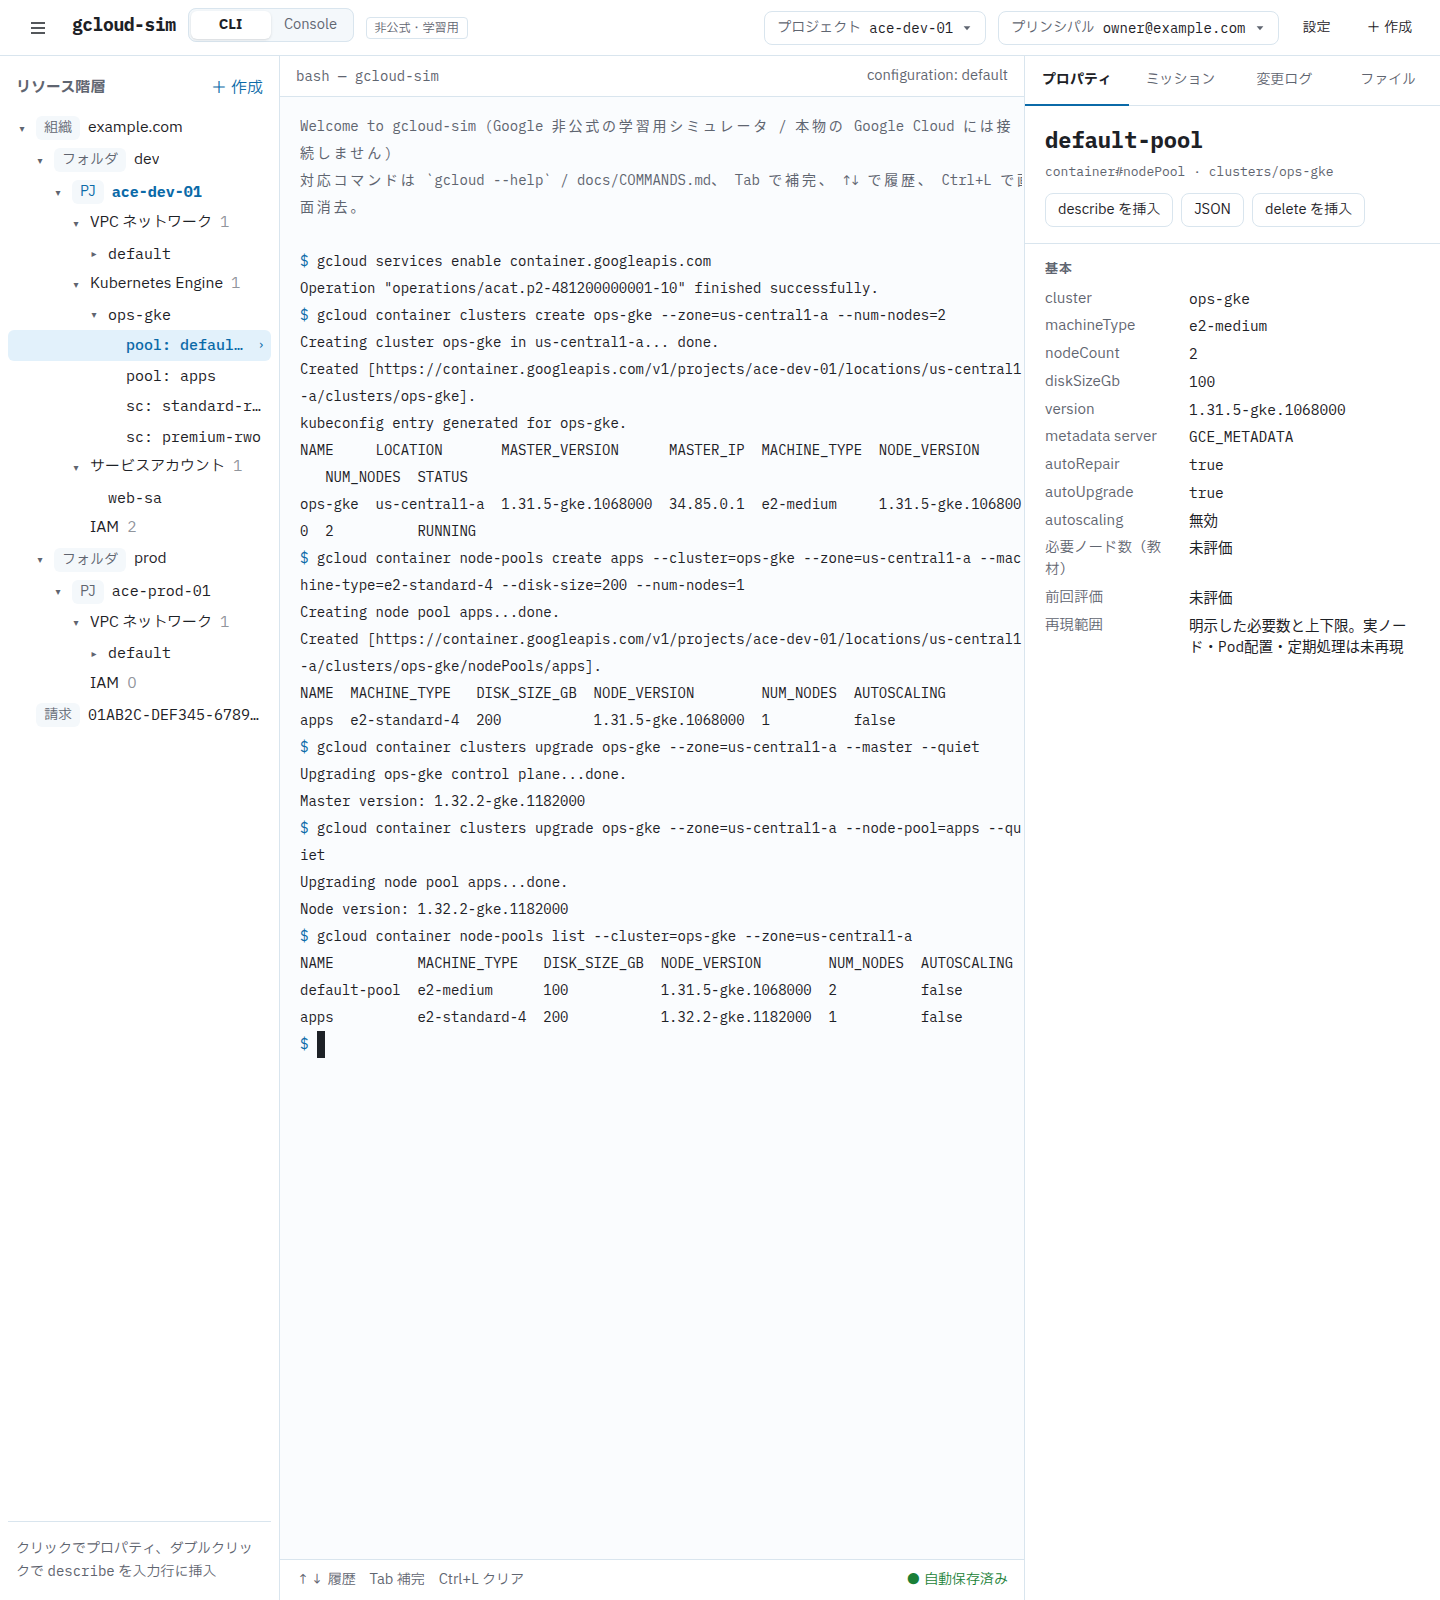 gcloud-sim CLI Console 非公式・学習用 プロジェクト ace-dev-01 プリンシパル owner@example.com 設定 ＋ 作成
リソース階層 ＋ 作成
組織 example.com
フォルダ dev
PJ ace-dev-01
VPC ネットワーク 1
default
Kubernetes Engine 1
ops-gke
pool: defaul…
pool: apps
sc: standard-r…
sc: premium-rwo
サービスアカウント 1
web-sa
IAM 2
フォルダ prod
PJ ace-prod-01
VPC ネットワーク 1
default
IAM 0
請求 01AB2C-DEF345-6789…
クリックでプロパティ、ダブルクリッ
クで describe を入力行に挿入
bash — gcloud-sim configuration: default
Welcome to gcloud-sim (Google 非公式の学習用シミュレータ / 本物の Google Cloud には接
続しません)
対応コマンドは `gcloud --help` / docs/COMMANDS.md、 Tab で補完、 ↑↓ で履歴、 Ctrl+L で画
面消去。
$ gcloud services enable container.googleapis.com
Operation "operations/acat.p2-481200000001-10" finished successfully.
$ gcloud container clusters create ops-gke --zone=us-central1-a --num-nodes=2
Creating cluster ops-gke in us-central1-a... done.
Created [https://container.googleapis.com/v1/projects/ace-dev-01/locations/us-central1
-a/clusters/ops-gke].
kubeconfig entry generated for ops-gke.
NAME LOCATION MASTER_VERSION MASTER_IP MACHINE_TYPE NODE_VERSION
NUM_NODES STATUS
ops-gke us-central1-a 1.31.5-gke.1068000 34.85.0.1 e2-medium 1.31.5-gke.106800
0 2 RUNNING
$ gcloud container node-pools create apps --cluster=ops-gke --zone=us-central1-a --mac
hine-type=e2-standard-4 --disk-size=200 --num-nodes=1
Creating node pool apps...done.
Created [https://container.googleapis.com/v1/projects/ace-dev-01/locations/us-central1
-a/clusters/ops-gke/nodePools/apps].
NAME MACHINE_TYPE DISK_SIZE_GB NODE_VERSION NUM_NODES AUTOSCALING
apps e2-standard-4 200 1.31.5-gke.1068000 1 false
$ gcloud container clusters upgrade ops-gke --zone=us-central1-a --master --quiet
Upgrading ops-gke control plane...done.
Master version: 1.32.2-gke.1182000
$ gcloud container clusters upgrade ops-gke --zone=us-central1-a --node-pool=apps --qu
iet
Upgrading node pool apps...done.
Node version: 1.32.2-gke.1182000
$ gcloud container node-pools list --cluster=ops-gke --zone=us-central1-a
NAME MACHINE_TYPE DISK_SIZE_GB NODE_VERSION NUM_NODES AUTOSCALING
default-pool e2-medium 100 1.31.5-gke.1068000 2 false
apps e2-standard-4 200 1.32.2-gke.1182000 1 false
$
↑↓ 履歴 Tab 補完 Ctrl+L クリア ● 自動保存済み
プロパティ ミッション 変更ログ ファイル
default-pool
container#nodePool · clusters/ops-gke
describe を挿入 JSON delete を挿入
基本
cluster ops-gke
machineType e2-medium
nodeCount 2
diskSizeGb 100
version 1.31.5-gke.1068000
metadata server GCE_METADATA
autoRepair true
autoUpgrade true
autoscaling 無効
必要ノード数（教 未評価
材）
前回評価 未評価
再現範囲 明示した必要数と上下限。実ノー
ド・Pod配置・定期処理は未再現